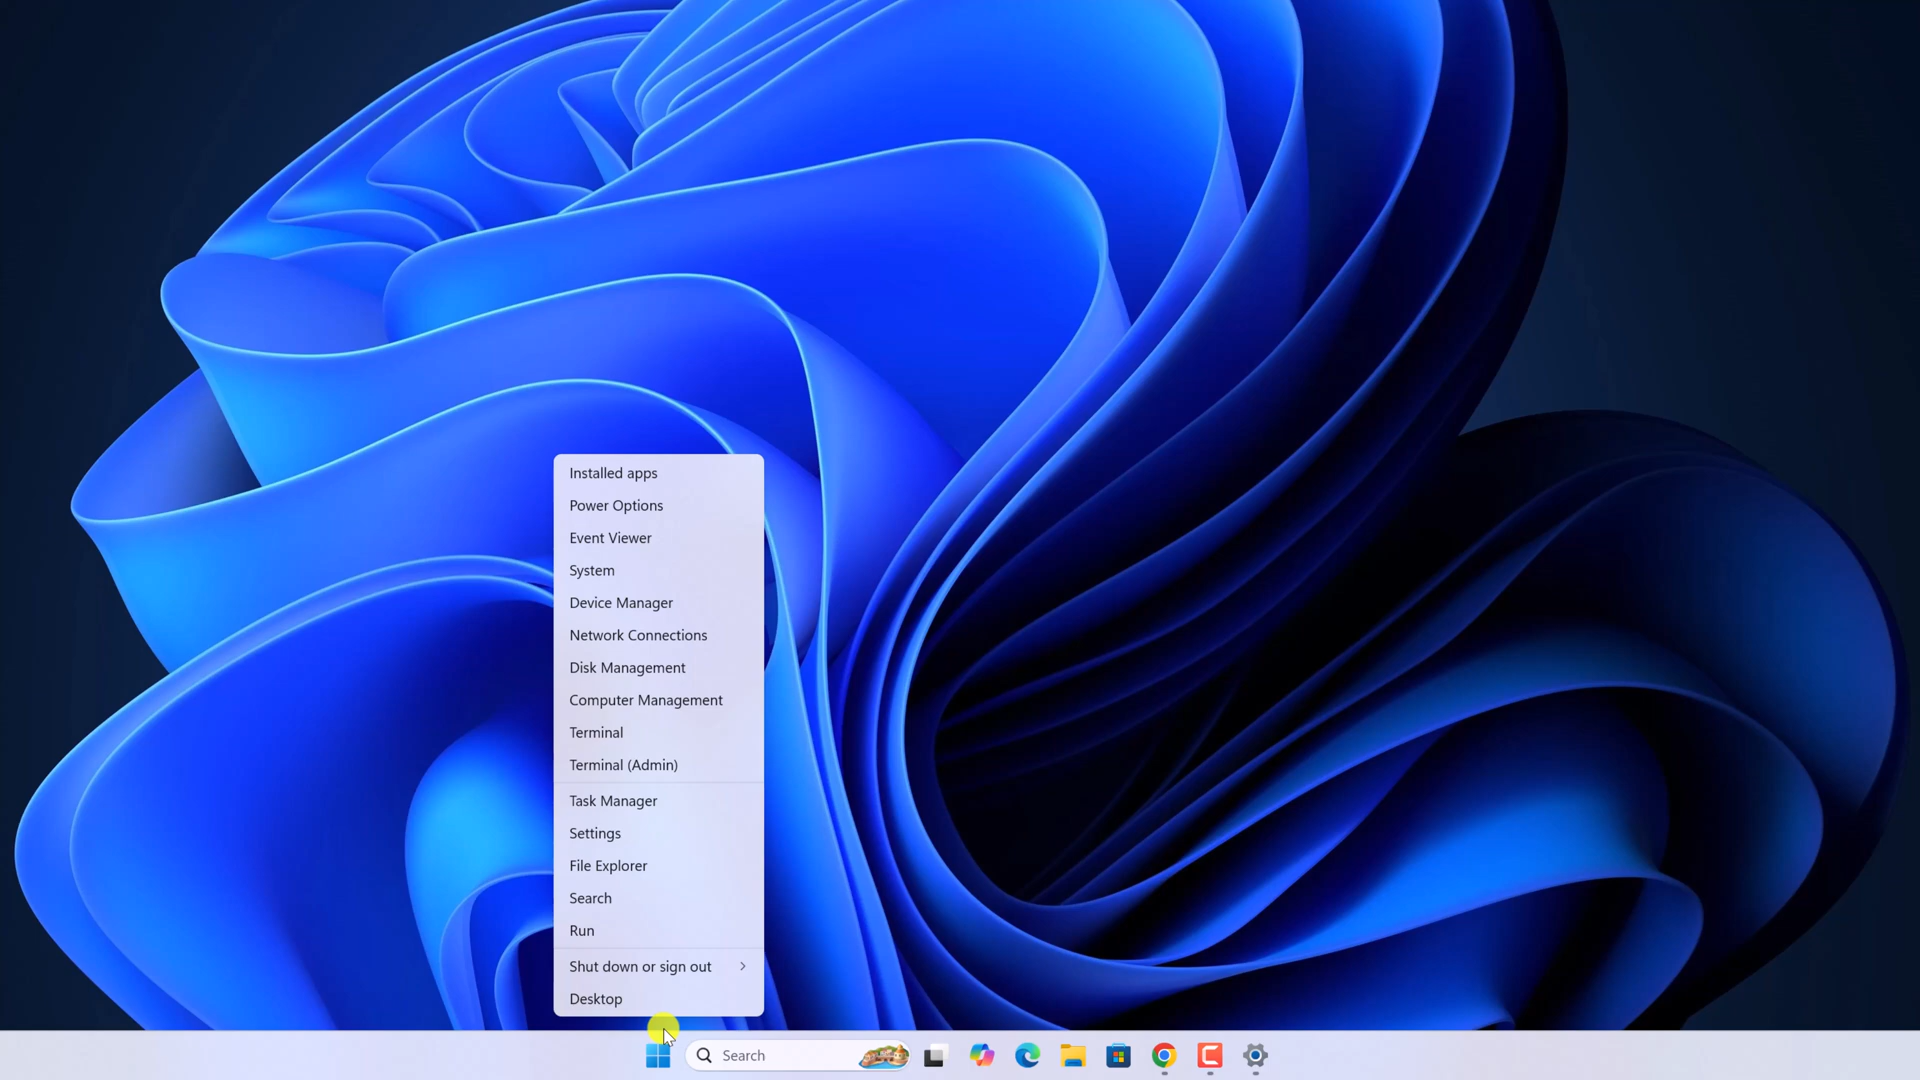 Installed apps
Power Options
Event Viewer
System
Device Manager
Network Connections
Disk Management
Computer Management
Terminal
Terminal (Admin)
Task Manager
Settings
File Explorer
Search
Run
Shut down or sign out
Desktop
Search